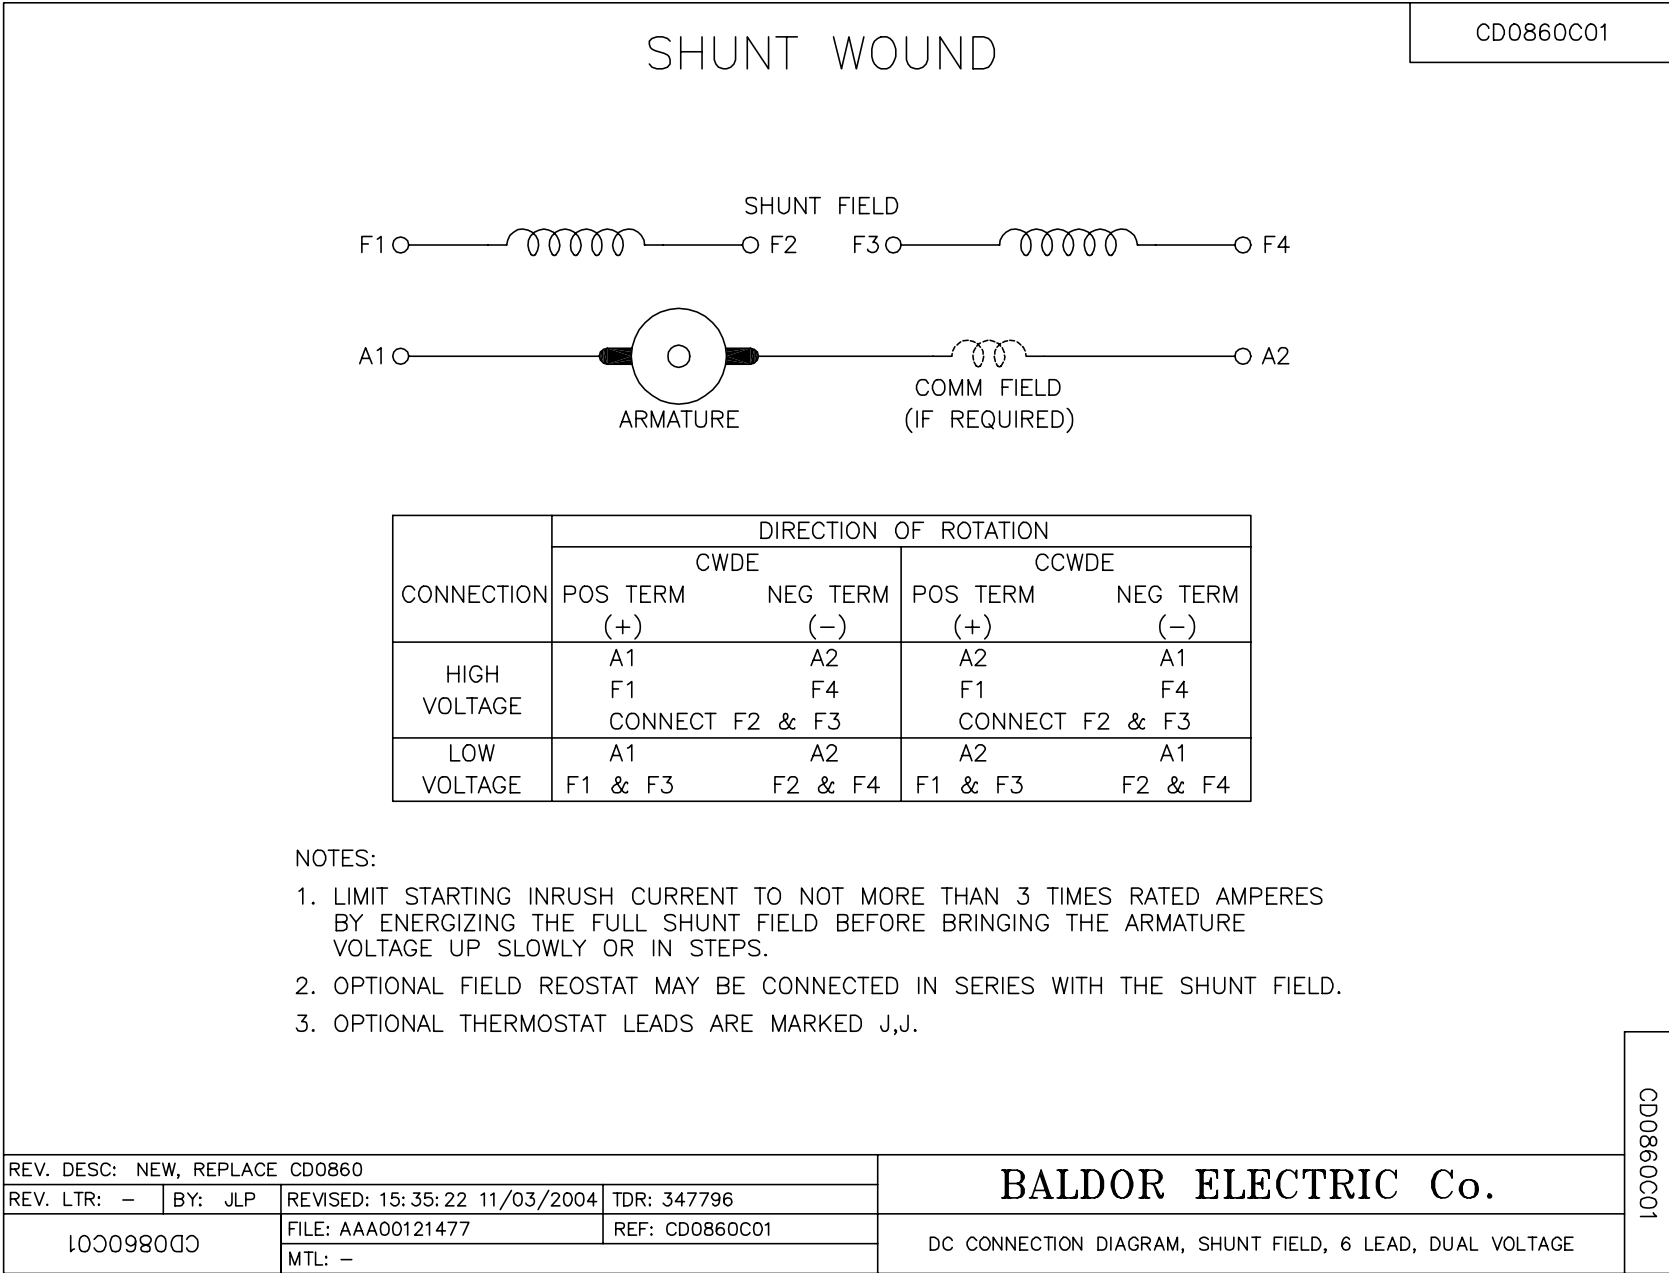 CD0860C01
SHUNT WOUND
SHUNT FIELD
F1 F2 F3 F4
A1 A2
COMM FIELD
(IF REQUIRED)
ARMATURE
DIRECTION OF ROTATION
CWDE CCWDE
CONNECTION POS TERM NEG TERM POS TERM NEG TERM
(+) (−) (+) (−)
HIGH VOLTAGE
A1 A2 A2 A1
F1 F4 F1 F4
CONNECT F2 & F3 CONNECT F2 & F3
LOW VOLTAGE
A1 A2 A2 A1
F1 & F3 F2 & F4 F1 & F3 F2 & F4
NOTES:
1. LIMIT STARTING INRUSH CURRENT TO NOT MORE THAN 3 TIMES RATED AMPERES
BY ENERGIZING THE FULL SHUNT FIELD BEFORE BRINGING THE ARMATURE
VOLTAGE UP SLOWLY OR IN STEPS.
2. OPTIONAL FIELD REOSTAT MAY BE CONNECTED IN SERIES WITH THE SHUNT FIELD.
3. OPTIONAL THERMOSTAT LEADS ARE MARKED J,J.
CD0860C01
REV. DESC: NEW, REPLACE CD0860
REV. LTR: − BY: JLP REVISED: 15:35:22 11/03/2004 TDR: 347796
CD0860C01
FILE: AAA00121477 REF: CD0860C01
MTL: −
BALDOR ELECTRIC Co.
DC CONNECTION DIAGRAM, SHUNT FIELD, 6 LEAD, DUAL VOLTAGE